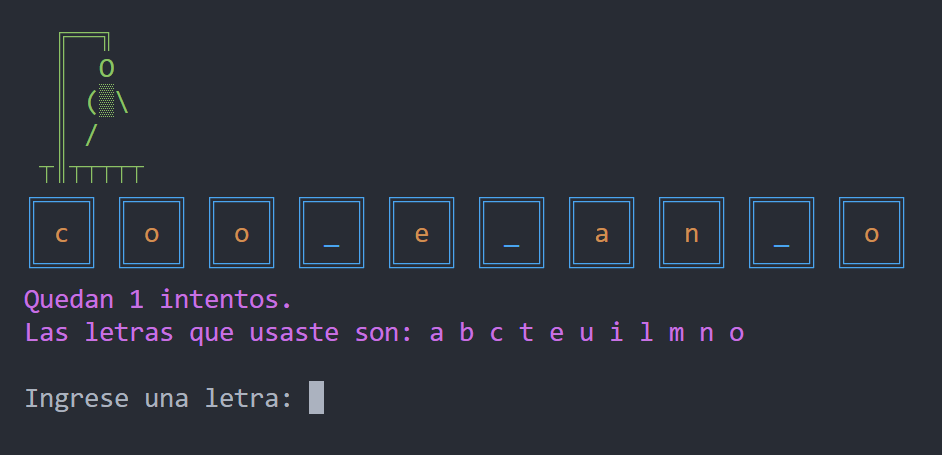 c o o _ e _ a n _ o
Quedan 1 intentos.
Las letras que usaste son: a b c t e u i l m n o
Ingrese una letra: